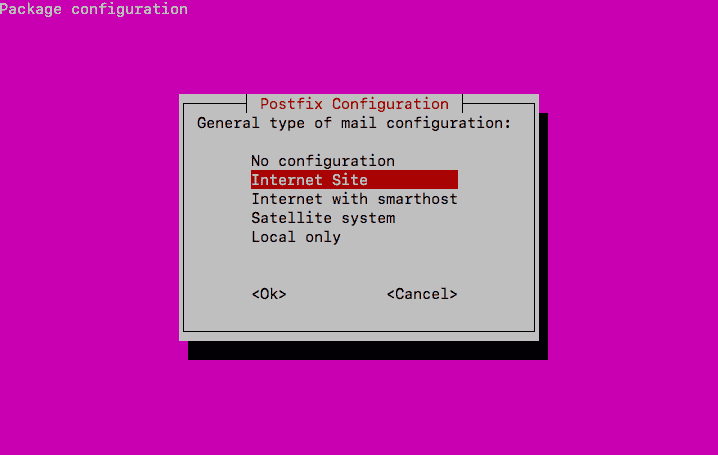 Package configuration
Postfix Configuration
General type of mail configuration:
No configuration
Internet Site
Internet with smarthost
Satellite system
Local only
<Ok> <Cancel>